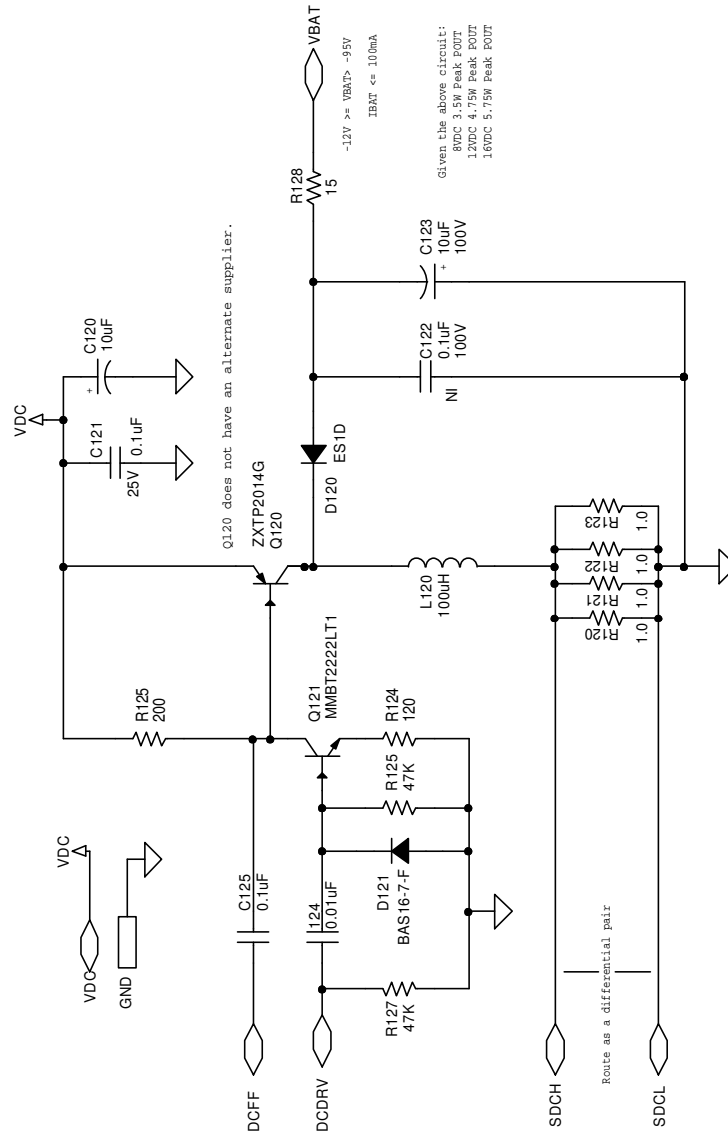 VDC
VDC
GND
VDC
C121
0.1uF
25V
C120
10uF
R125
200
Q120 does not have an alternate supplier.
ZXTP2014G
Q120
DCFF
C125
0.1uF
DCDRV
124
0.01uF
Q121
MMBT2222LT1
R127
47K
D121
BAS16-7-F
R125
47K
R124
120
D120
ES1D
L120
100uH
R128
15
VBAT
-12V >= VBAT> -95V
IBAT <= 100mA
C122
0.1uF
100V
NI
C123
10uF
100V
+
+
Given the above circuit:
8VDC 3.5W Peak POUT
12VDC 4.75W Peak POUT
16VDC 5.75W Peak POUT
SDCH
Route as a differential pair
SDCL
R120
1.0
R121
1.0
R122
1.0
R123
1.0